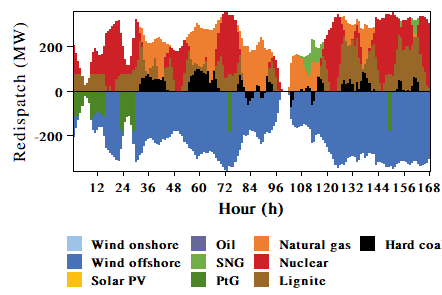 Redispatch (MW)
200
0
-200
12 24 36 48 60 72 84 96 108 120 132 144 156 168
Hour (h)
Wind onshore Oil Natural gas Hard coa
Wind offshore SNG Nuclear
Solar PV PtG Lignite